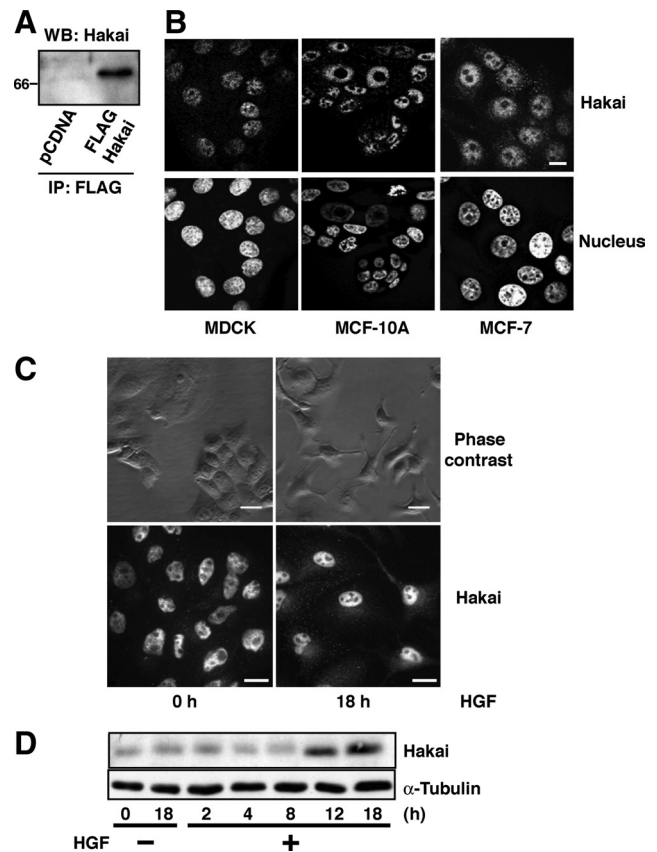 A
WB: Hakai
66
pCDNA
FLAG
Hakai
IP: FLAG
B
Hakai
Nucleus
MDCK
MCF-10A
MCF-7
C
Phase
contrast
Hakai
0 h
18 h
HGF
D
Hakai
α-Tubulin
0 18 2 4 8 12 18 (h)
HGF − +